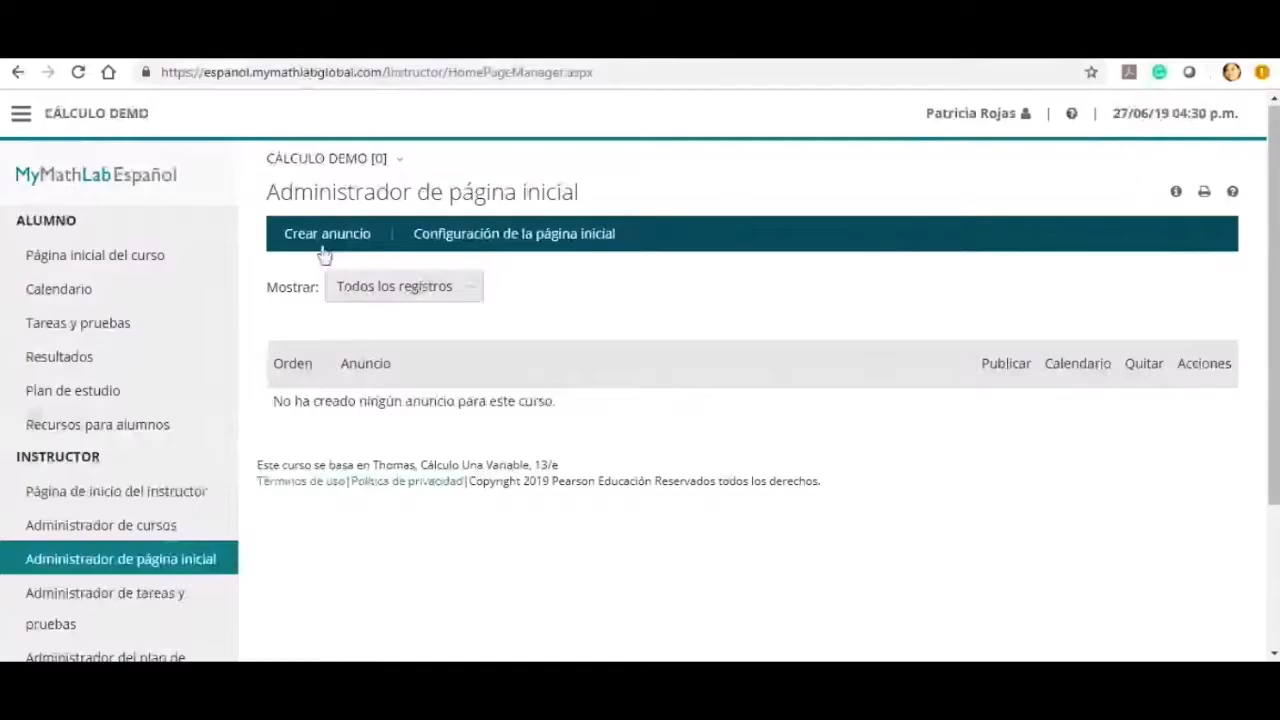 https://espanol.mymathlabglobal.com/Instructor/HomePageManager.aspx
CÁLCULO DEMO
Patricia Rojas | | 27/06/19 04:30 p.m.
MyMathLab Español
ALUMNO
Página inicial del curso
Calendario
Tareas y pruebas
Resultados
Plan de estudio
Recursos para alumnos
INSTRUCTOR
Página de inicio del instructor
Administrador de cursos
Administrador de página inicial
Administrador de tareas y
pruebas
Administrador del plan de
CÁLCULO DEMO [0]
Administrador de página inicial
Crear anuncio | Configuración de la página inicial
Mostrar: Todos los registros
Orden Anuncio Publicar Calendario Quitar Acciones
No ha creado ningún anuncio para este curso.
Este curso se basa en Thomas, Cálculo Una Variable, 13/e
Términos de uso|Política de privacidad|Copyright 2019 Pearson Educación Reservados todos los derechos.